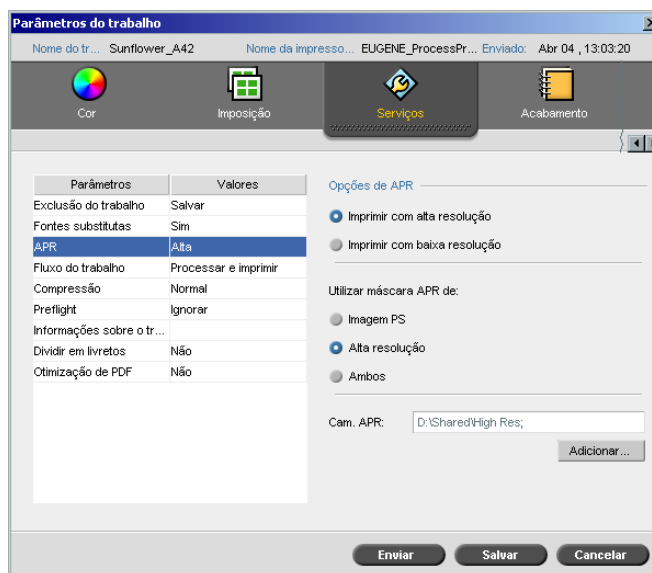 Parâmetros do trabalho
Nome do tr... Sunflower_A42 Nome da impresso... EUGENE_ProcessPr... Enviado: Abr 04 , 13:03:20
Cor Imposição Serviços Acabamento
Parâmetros Valores
Exclusão do trabalho Salvar
Fontes substitutas Sim
APR Alta
Fluxo do trabalho Processar e imprimir
Compressão Normal
Preflight Ignorar
Informações sobre o tr...
Dividir em livretos Não
Otimização de PDF Não
Opções de APR
Imprimir com alta resolução
Imprimir com baixa resolução
Utilizar máscara APR de:
Imagem PS
Alta resolução
Ambos
Cam. APR: D:\Shared\High Res;
Adicionar...
Enviar Salvar Cancelar